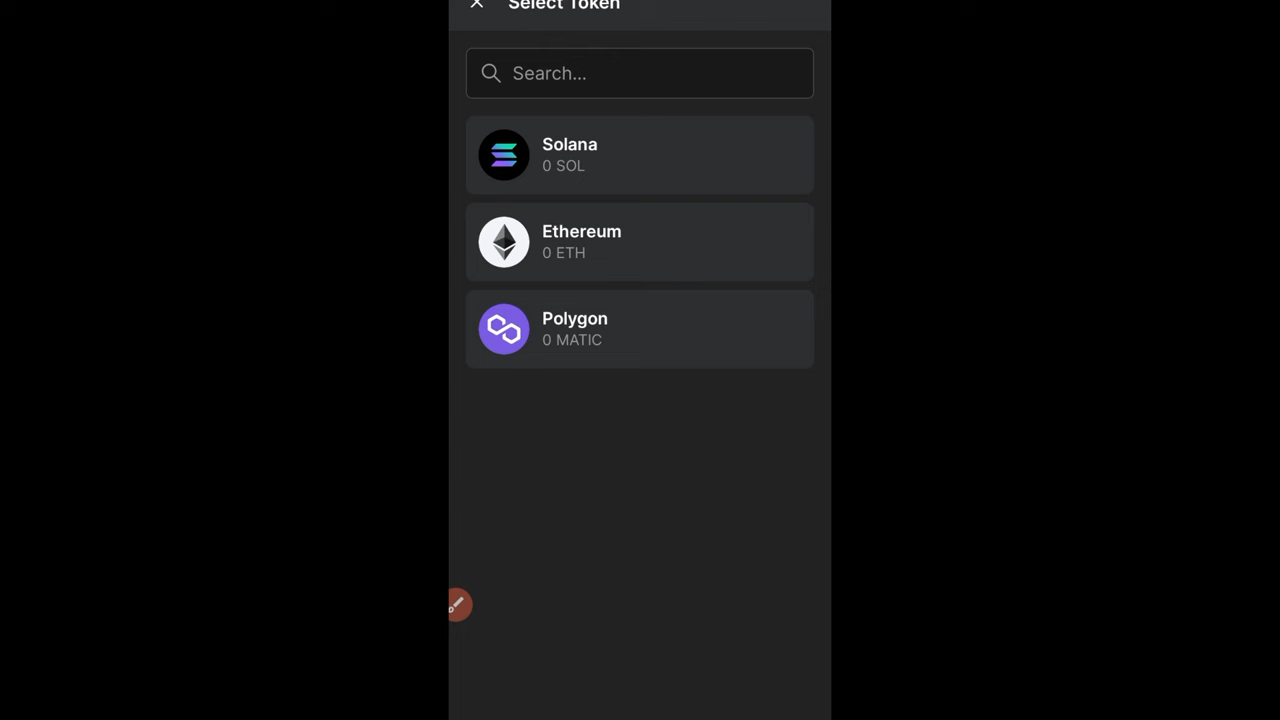 Select Token
Search...
Solana
0 SOL
Ethereum
0 ETH
Polygon
0 MATIC